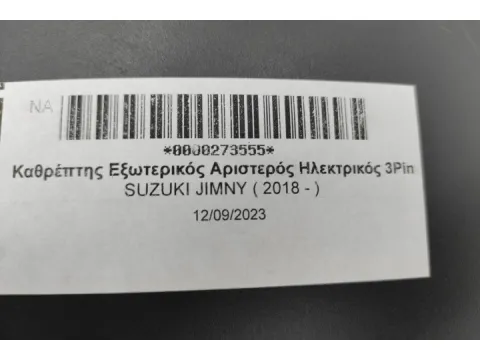 NA
*0000273555*
Καθρέπτης Εξωτερικός Αριστερός Ηλεκτρικός 3Pin
SUZUKI JIMNY ( 2018 - )
12/09/2023